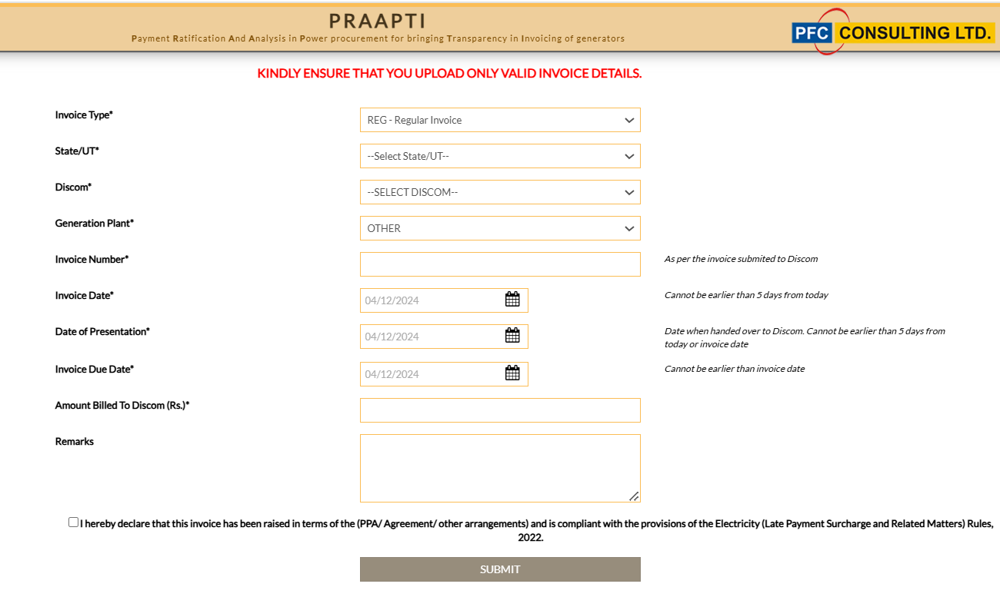 PRAAPTI
Payment Ratification And Analysis in Power procurement for bringing Transparency in Invoicing of generators
PFC CONSULTING LTD.
KINDLY ENSURE THAT YOU UPLOAD ONLY VALID INVOICE DETAILS.
Invoice Type*
REG - Regular Invoice
State/UT*
--Select State/UT--
Discom*
--SELECT DISCOM--
Generation Plant*
OTHER
Invoice Number*
As per the invoice submited to Discom
Invoice Date*
04/12/2024
Cannot be earlier than 5 days from today
Date of Presentation*
04/12/2024
Date when handed over to Discom. Cannot be earlier than 5 days from
today or invoice date
Invoice Due Date*
04/12/2024
Cannot be earlier than invoice date
Amount Billed To Discom (Rs.)*
Remarks
I hereby declare that this invoice has been raised in terms of the (PPA/ Agreement/ other arrangements) and is compliant with the provisions of the Electricity (Late Payment Surcharge and Related Matters) Rules,
2022.
SUBMIT